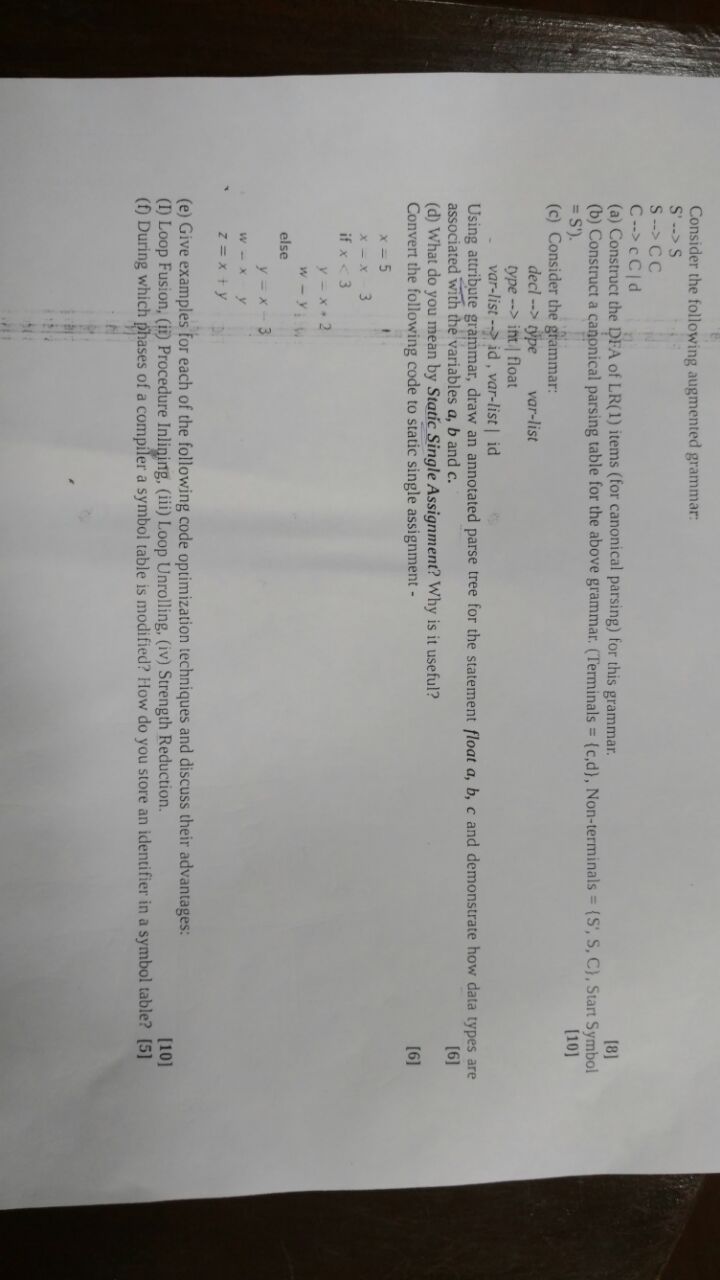 Consider the following augmented grammar:
S' --> S
S --> C C
C --> c C | d
(a) Construct the DFA of LR(1) items (for canonical parsing) for this grammar. [8]
(b) Construct a canonical parsing table for the above grammar. (Terminals = {c,d}, Non-terminals = {S', S, C}, Start Symbol
= S'). [10]
(c) Consider the grammar:
decl --> type var-list
type --> int | float
var-list --> id , var-list | id
Using attribute grammar, draw an annotated parse tree for the statement float a, b, c and demonstrate how data types are
associated with the variables a, b and c. [6]
(d) What do you mean by Static Single Assignment? Why is it useful?
Convert the following code to static single assignment - [6]
x = 5
x = x 3
if x < 3
y = x * 2
w = y
else
y = x - 3
w = x y
z = x + y
(e) Give examples for each of the following code optimization techniques and discuss their advantages:
(I) Loop Fusion, (ii) Procedure Inlining, (iii) Loop Unrolling, (iv) Strength Reduction. [10]
(f) During which phases of a compiler a symbol table is modified? How do you store an identifier in a symbol table? [5]